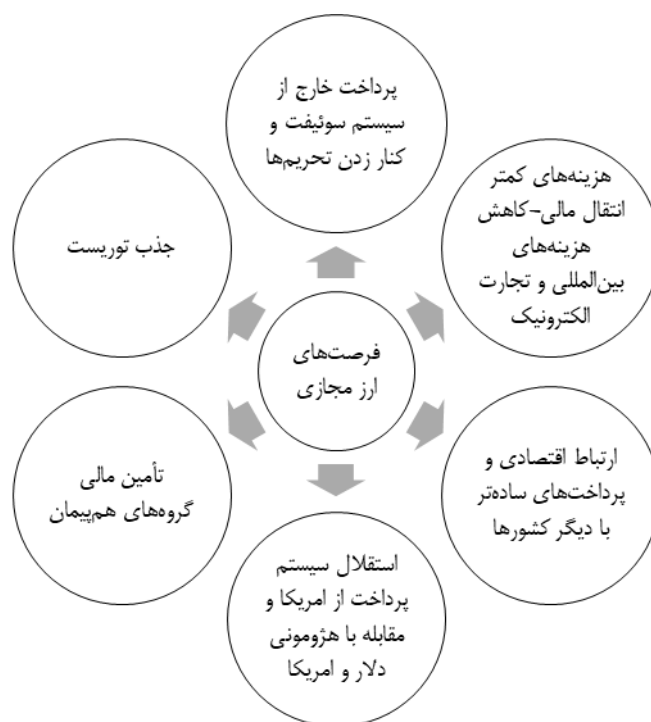 پرداخت خارج از
سیستم سوئیفت و
کنار زدن تحریم‌ها
هزینه‌های کمتر
انتقال مالی-کاهش
هزینه‌های
بین‌المللی و تجارت
الکترونیک
ارتباط اقتصادی و
پرداخت‌های ساده‌تر
با دیگر کشورها
استقلال سیستم
پرداخت از امریکا و
مقابله با هژمونی
دلار و امریکا
تأمین مالی
گروه‌های هم‌پیمان
جذب توریست
فرصت‌های
ارز مجازی